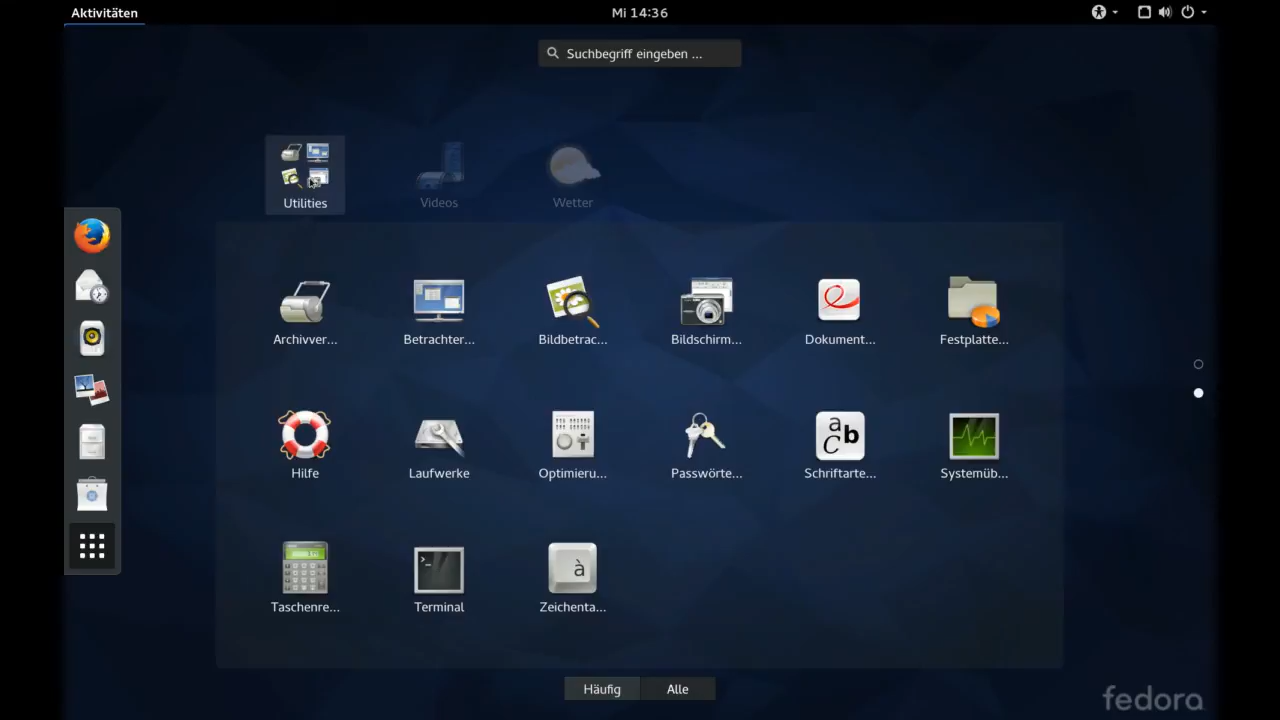 Aktivitäten
Mi 14:36
Suchbegriff eingeben ...
Utilities
Videos
Wetter
Archivver...
Betrachter...
Bildbetrac...
Bildschirm...
Dokument...
Festplatte...
Hilfe
Laufwerke
Optimieru...
Passwörte...
Schriftarte...
Systemüb...
a
b
C
Taschenre...
Terminal
Zeichenta...
>_
à
Häufig
Alle
fedora